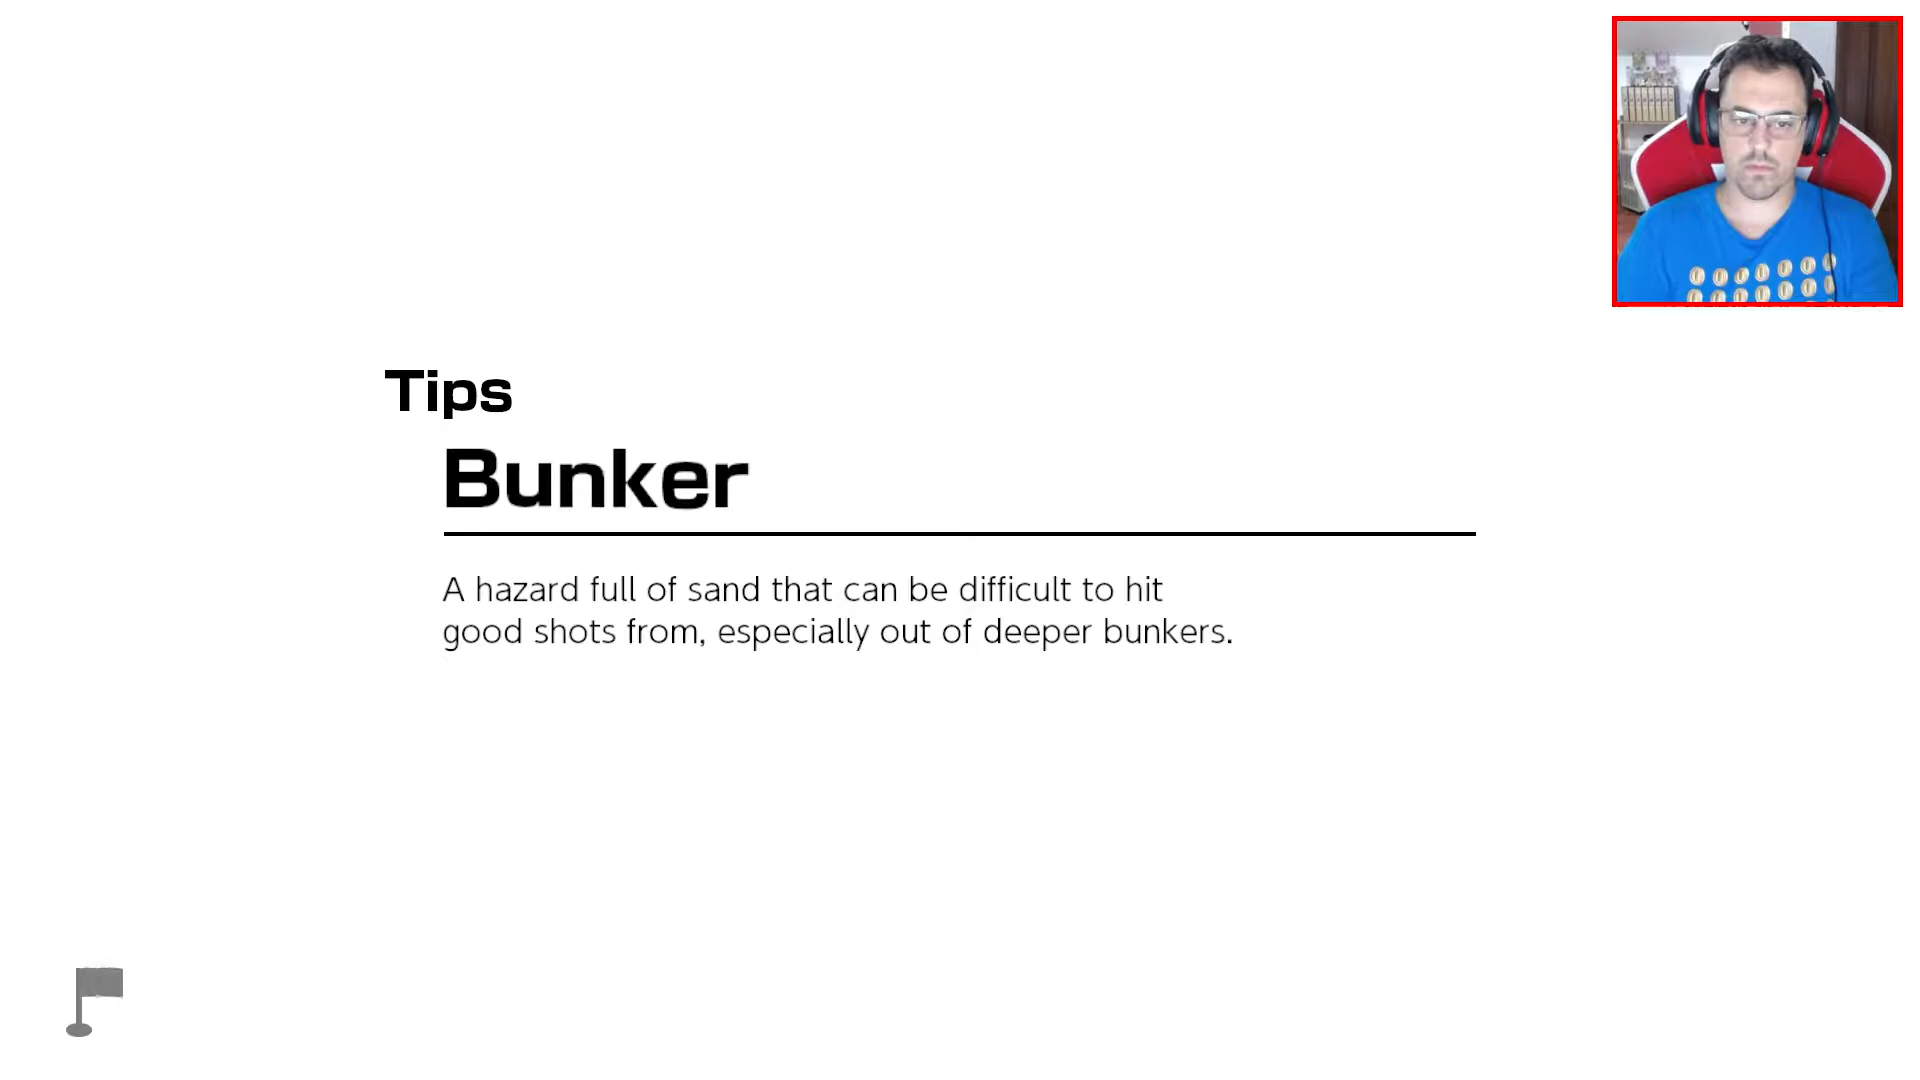 Tips
Bunker
A hazard full of sand that can be difficult to hit
good shots from, especially out of deeper bunkers.